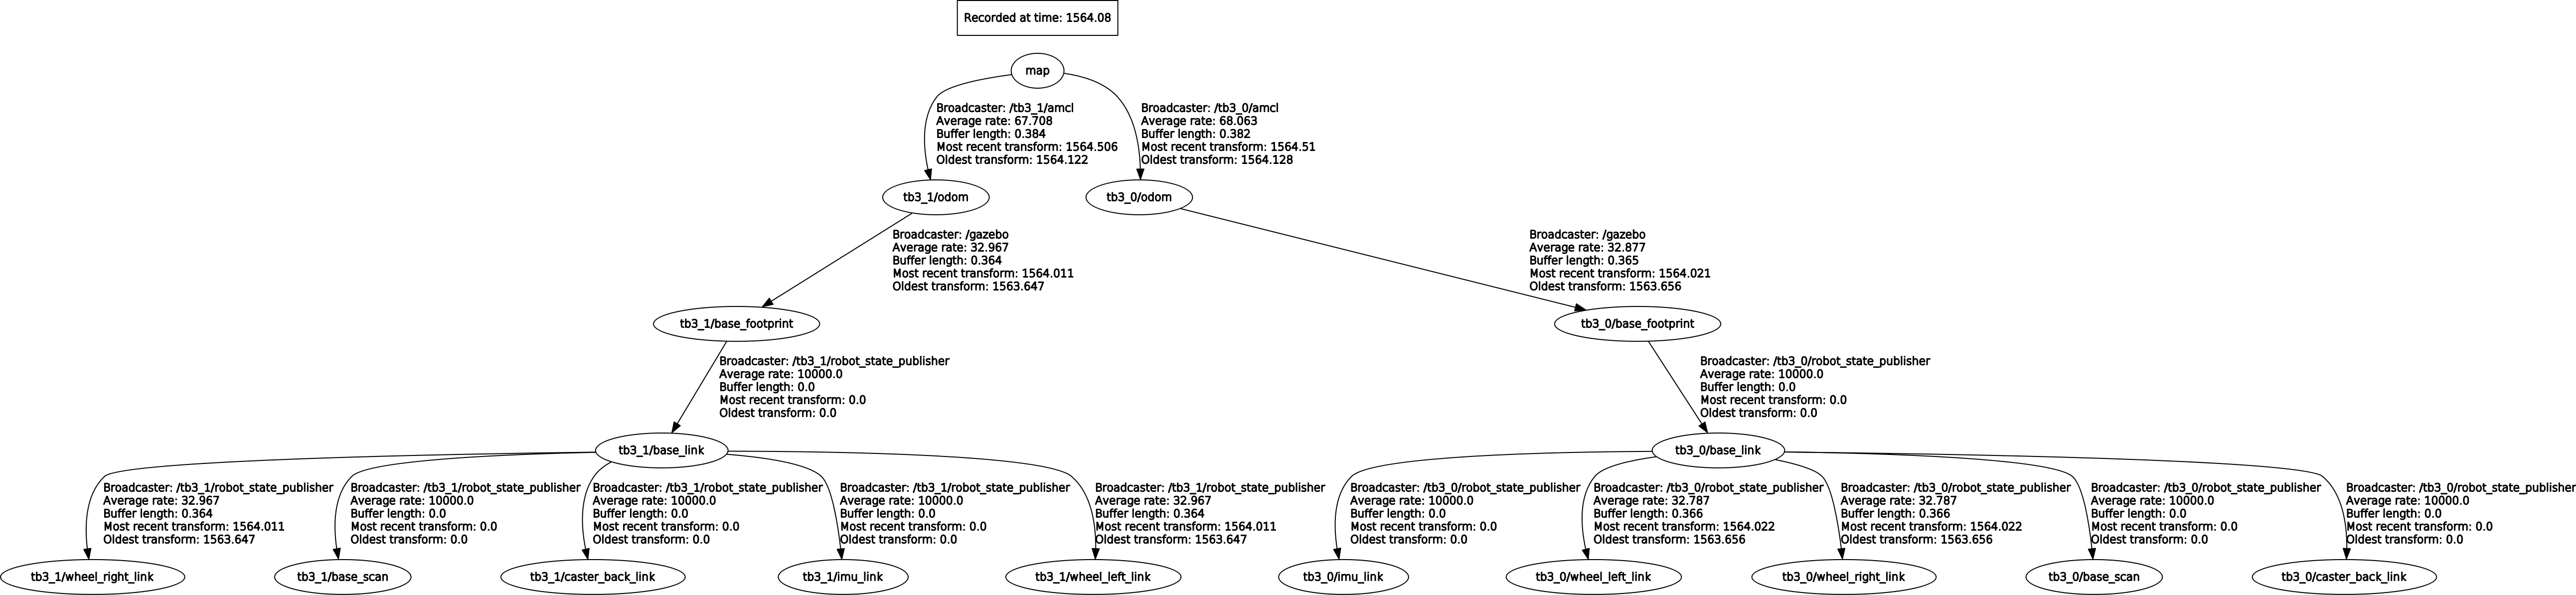 Recorded at time: 1564.08
map
Broadcaster: /tb3_1/amcl
Average rate: 67.708
Buffer length: 0.384
Most recent transform: 1564.506
Oldest transform: 1564.122
Broadcaster: /tb3_0/amcl
Average rate: 68.063
Buffer length: 0.382
Most recent transform: 1564.51
Oldest transform: 1564.128
tb3_1/odom
tb3_0/odom
Broadcaster: /gazebo
Average rate: 32.967
Buffer length: 0.364
Most recent transform: 1564.011
Oldest transform: 1563.647
Broadcaster: /gazebo
Average rate: 32.877
Buffer length: 0.365
Most recent transform: 1564.021
Oldest transform: 1563.656
tb3_1/base_footprint
tb3_0/base_footprint
Broadcaster: /tb3_1/robot_state_publisher
Average rate: 10000.0
Buffer length: 0.0
Most recent transform: 0.0
Oldest transform: 0.0
Broadcaster: /tb3_0/robot_state_publisher
Average rate: 10000.0
Buffer length: 0.0
Most recent transform: 0.0
Oldest transform: 0.0
tb3_1/base_link
tb3_0/base_link
Broadcaster: /tb3_1/robot_state_publisher
Average rate: 32.967
Buffer length: 0.364
Most recent transform: 1564.011
Oldest transform: 1563.647
Broadcaster: /tb3_1/robot_state_publisher
Average rate: 10000.0
Buffer length: 0.0
Most recent transform: 0.0
Oldest transform: 0.0
Broadcaster: /tb3_1/robot_state_publisher
Average rate: 10000.0
Buffer length: 0.0
Most recent transform: 0.0
Oldest transform: 0.0
Broadcaster: /tb3_1/robot_state_publisher
Average rate: 10000.0
Buffer length: 0.0
Most recent transform: 0.0
Oldest transform: 0.0
Broadcaster: /tb3_1/robot_state_publisher
Average rate: 32.967
Buffer length: 0.364
Most recent transform: 1564.011
Oldest transform: 1563.647
Broadcaster: /tb3_0/robot_state_publisher
Average rate: 10000.0
Buffer length: 0.0
Most recent transform: 0.0
Oldest transform: 0.0
Broadcaster: /tb3_0/robot_state_publisher
Average rate: 32.787
Buffer length: 0.366
Most recent transform: 1564.022
Oldest transform: 1563.656
Broadcaster: /tb3_0/robot_state_publisher
Average rate: 32.787
Buffer length: 0.366
Most recent transform: 1564.022
Oldest transform: 1563.656
Broadcaster: /tb3_0/robot_state_publisher
Average rate: 10000.0
Buffer length: 0.0
Most recent transform: 0.0
Oldest transform: 0.0
Broadcaster: /tb3_0/robot_state_publisher
Average rate: 10000.0
Buffer length: 0.0
Most recent transform: 0.0
Oldest transform: 0.0
tb3_1/wheel_right_link
tb3_1/base_scan
tb3_1/caster_back_link
tb3_1/imu_link
tb3_1/wheel_left_link
tb3_0/imu_link
tb3_0/wheel_left_link
tb3_0/wheel_right_link
tb3_0/base_scan
tb3_0/caster_back_link